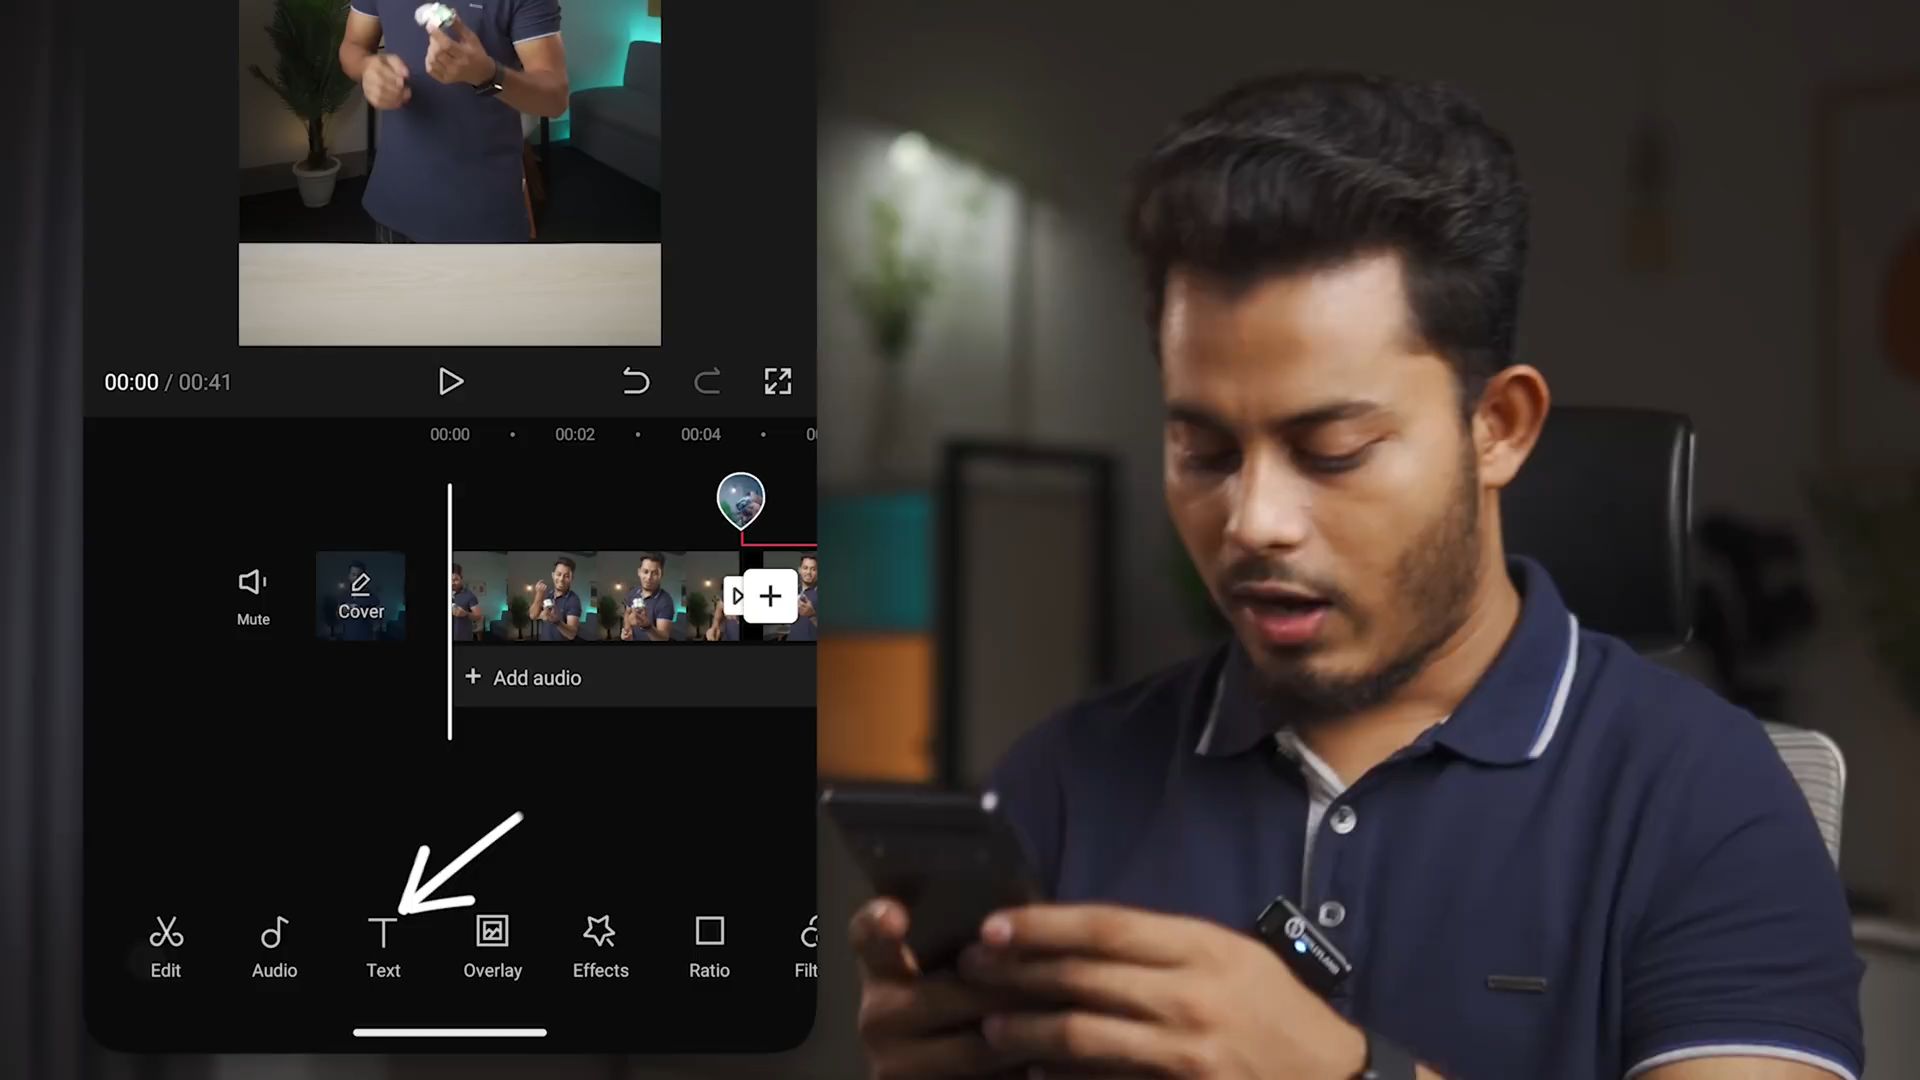 00:00 / 00:41
00:00 00:02 00:04
Mute
Cover
Add audio
Edit
Audio
Text
Overlay
Effects
Ratio
HOLLYLAND